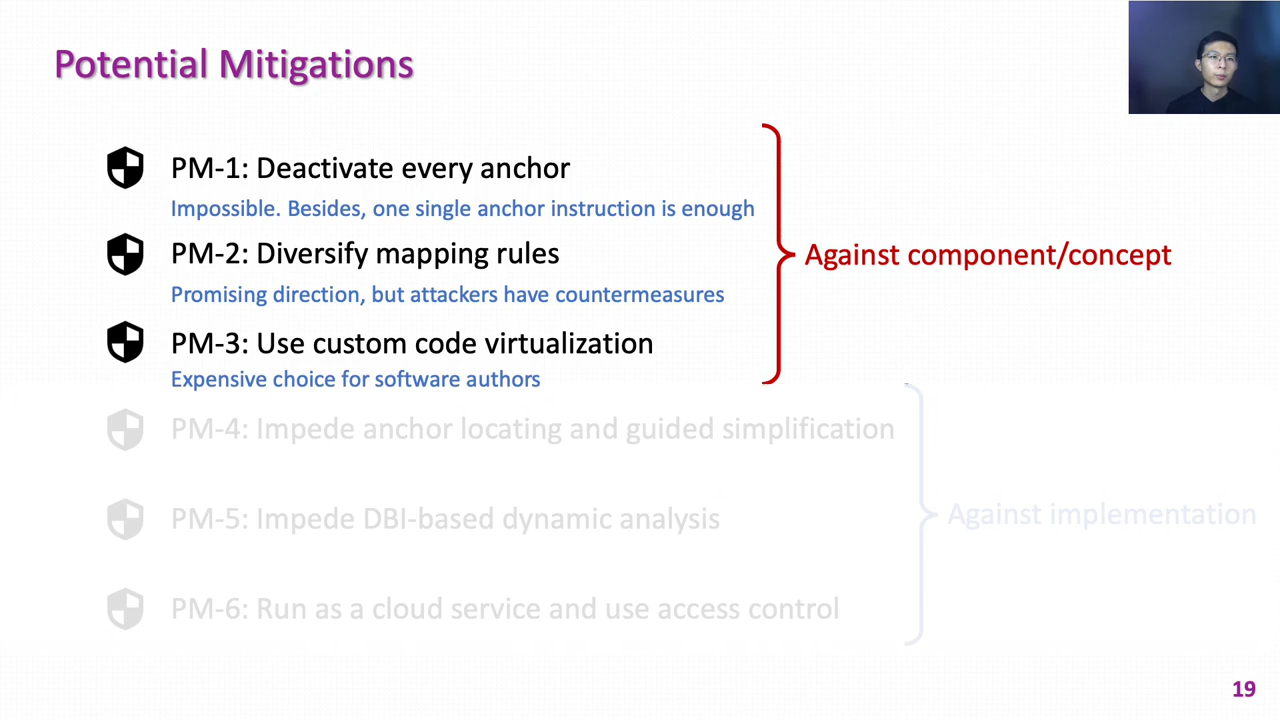 Potential Mitigations
PM-1: Deactivate every anchor
Impossible. Besides, one single anchor instruction is enough
PM-2: Diversify mapping rules
Promising direction, but attackers have countermeasures
PM-3: Use custom code virtualization
Expensive choice for software authors
Against component/concept
PM-4: Impede anchor locating and guided simplification
PM-5: Impede DBI-based dynamic analysis
PM-6: Run as a cloud service and use access control
Against implementation
19